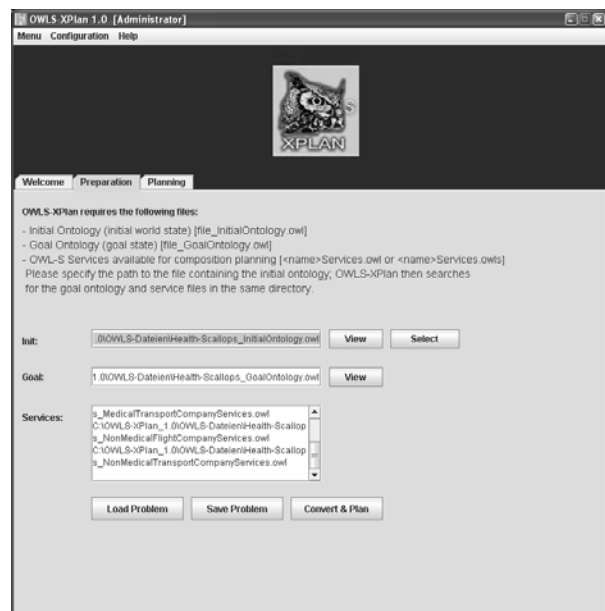 OWLS-XPlan 1.0 [Administrator]
Menu Configuration Help
S
XPLAN
Welcome Preparation Planning
OWLS-XPlan requires the following files:
- Initial Ontology (initial world state) [file_InitialOntology.owl]
- Goal Ontology (goal state) [file_GoalOntology.owl]
- OWL-S Services available for composition planning [<name>Services.owl or <name>Services.owls]
Please specify the path to the file containing the initial ontology; OWLS-XPlan then searches
for the goal ontology and service files in the same directory.
Init: .0\OWLS-Dateien\Health-Scallops_InitialOntology.owl View Select
Goal: 1.0\OWLS-Dateien\Health-Scallops_GoalOntology.owl View
Services:
s_MedicalTransportCompanyServices.owl
C:\OWLS-XPlan_1.0\OWLS-Dateien\Health-Scallop
s_NonMedicalFlightCompanyServices.owl
C:\OWLS-XPlan_1.0\OWLS-Dateien\Health-Scallop
s_NonMedicalTransportCompanyServices.owl
Load Problem Save Problem Convert & Plan